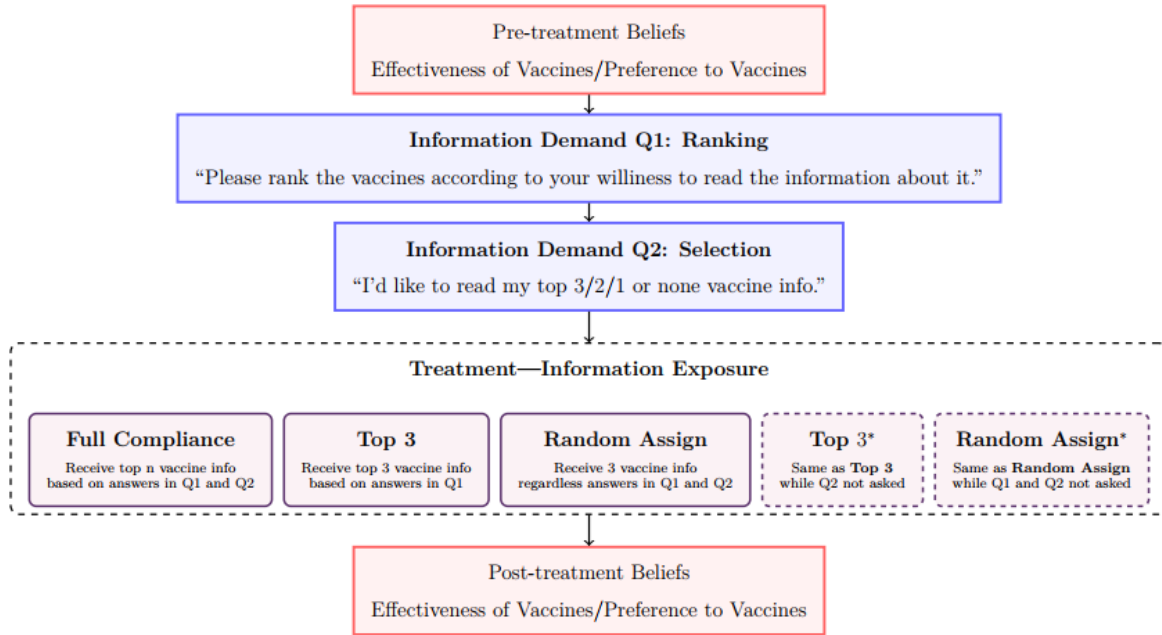 Pre-treatment Beliefs
Effectiveness of Vaccines/Preference to Vaccines
Information Demand Q1: Ranking
“Please rank the vaccines according to your williness to read the information about it.”
Information Demand Q2: Selection
“I’d like to read my top 3/2/1 or none vaccine info.”
Treatment—Information Exposure
Full Compliance
Receive top n vaccine info
based on answers in Q1 and Q2
Top 3
Receive top 3 vaccine info
based on answers in Q1
Random Assign
Receive 3 vaccine info
regardless answers in Q1 and Q2
Top 3*
Same as Top 3
while Q2 not asked
Random Assign*
Same as Random Assign
while Q1 and Q2 not asked
Post-treatment Beliefs
Effectiveness of Vaccines/Preference to Vaccines